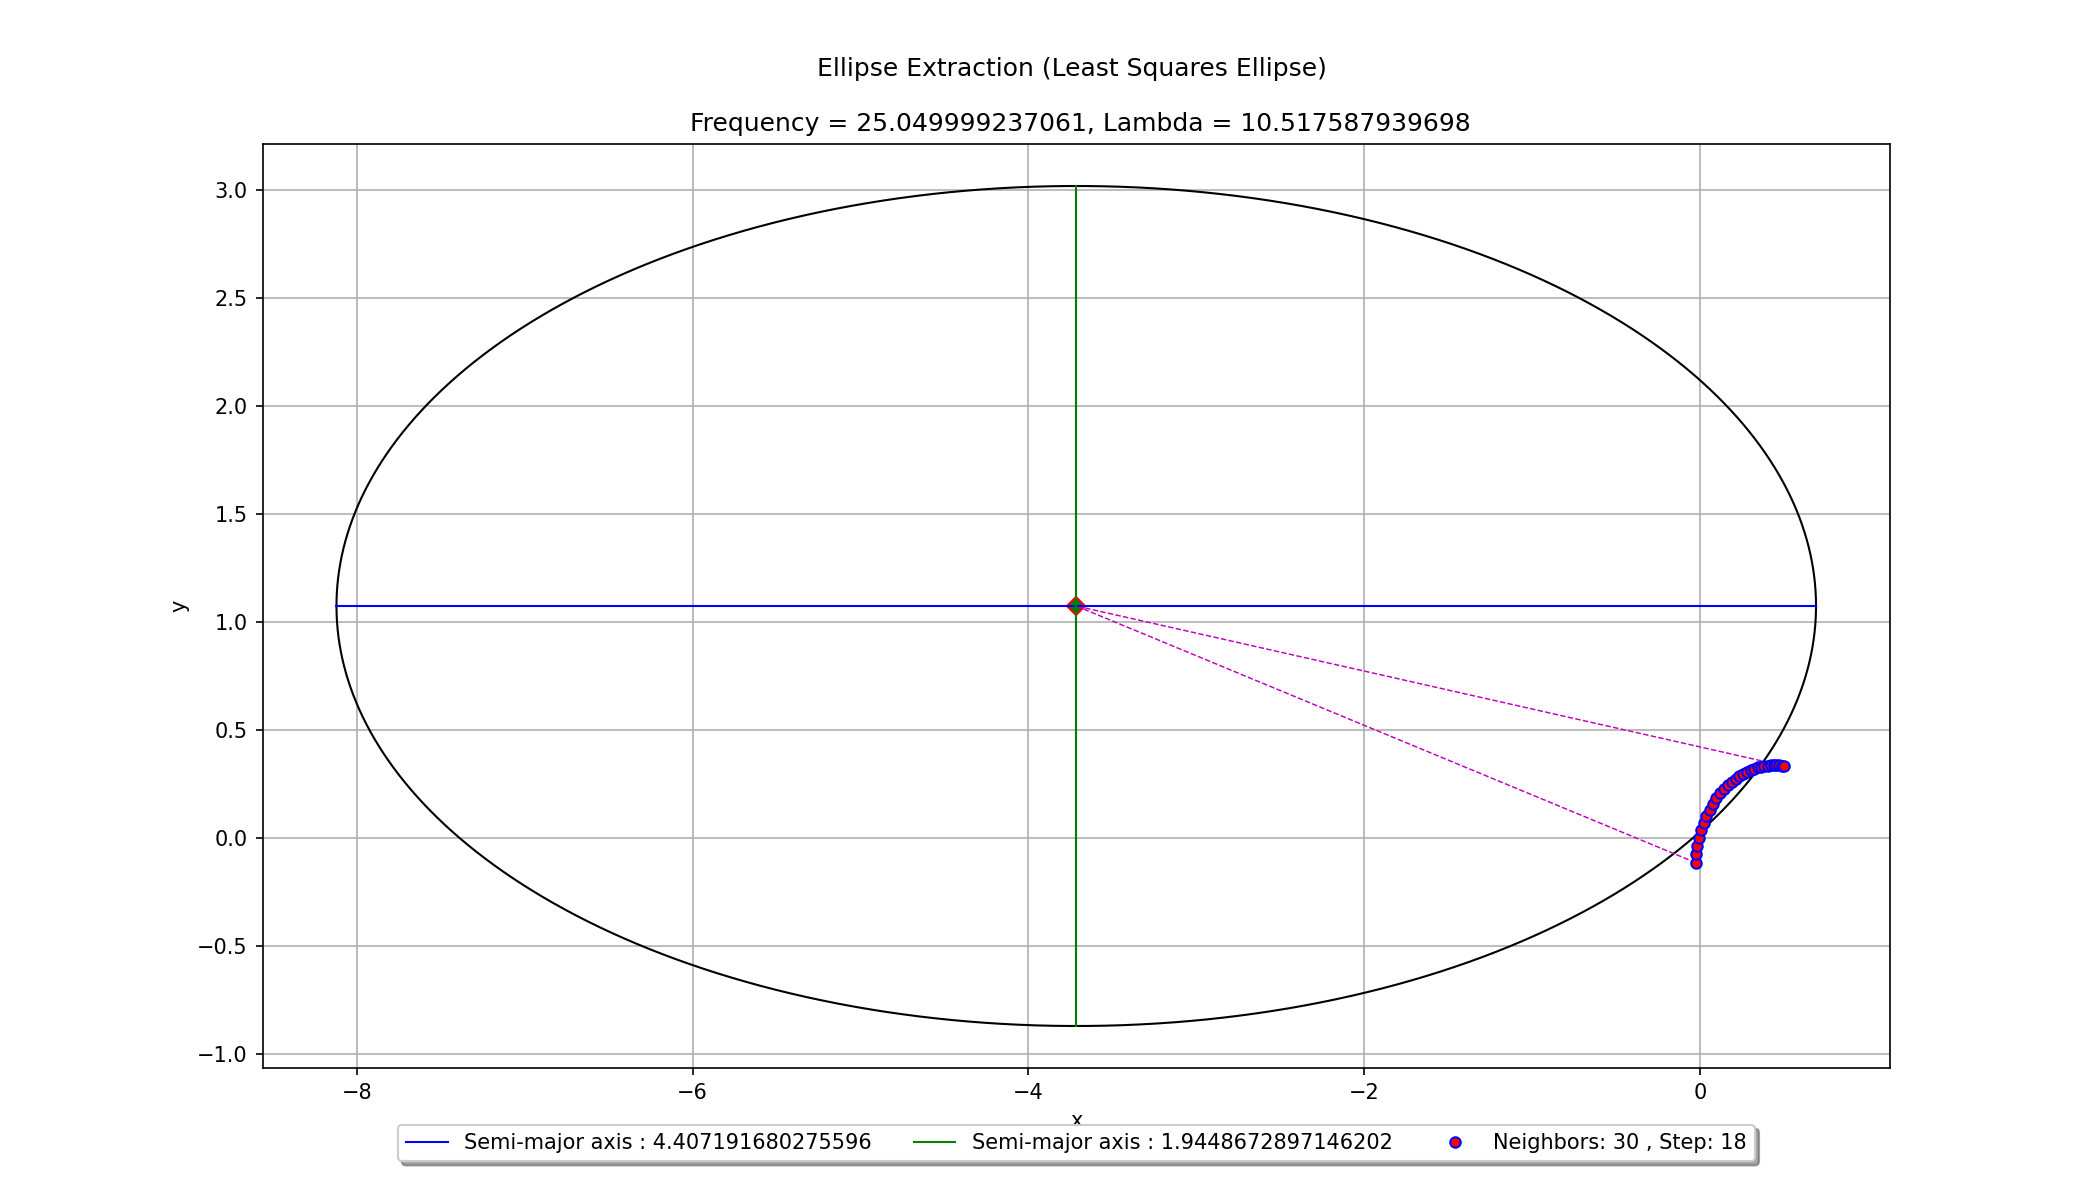 Ellipse Extraction (Least Squares Ellipse)
Frequency = 25.049999237061, Lambda = 10.517587939698
3.0
2.5
2.0
1.5
1.0
0.5
0.0
−0.5
−1.0
y
−8 −6 −4 −2 0
x
Semi-major axis : 4.407191680275596 Semi-major axis : 1.9448672897146202 Neighbors: 30 , Step: 18